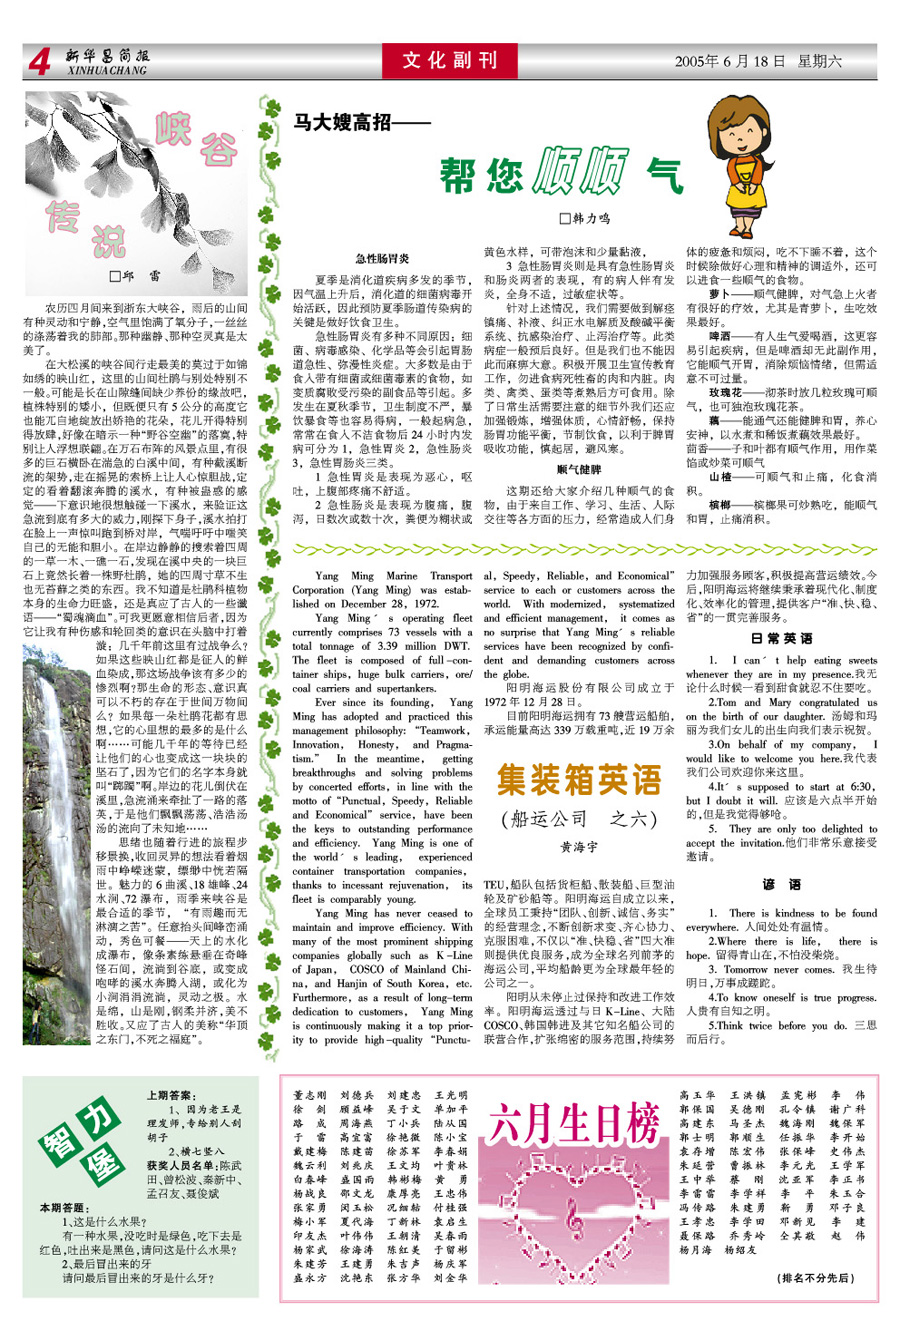 4
新华昌简报
XINHUACHANG
文化副刊
2005年 6 月 18 日 星期六
峡谷
传说
□邱 雷
农历四月间来到浙东大峡谷，雨后的山间
有种灵动和宁静,空气里饱满了氧分子,一丝丝
的涤荡着我的肺部。那种幽静、那种空灵真是太
美了。
在大松溪的峡谷间行走最美的莫过于如锦
如绣的映山红，这里的山间杜鹃与别处特别不
一般。可能是长在山隙缝间缺少养份的缘故吧,
植株特别的矮小，但既便只有 5 公分的高度它
也能兀自地绽放出娇艳的花朵，花儿开得特别
得放肆,好像在暗示一种“野谷空幽”的落寞,特
别让人浮想联翩。在万石布阵的风景点里,有很
多的巨石横卧在湍急的白溪中间，有种截溪断
流的架势,走在摇晃的索桥上让人心惊胆战,定
定的看着翻滚奔腾的溪水，有种被蛊惑的感
觉——下意识地很想触碰一下溪水，来验证这
急流到底有多大的威力,刚探下身子,溪水拍打
在脸上一声惊叫跑到桥对岸，气喘吁吁中嗤笑
自己的无能和胆小。在岸边静静的搜索着四周
的一草一木、一礁一石,发现在溪中央的一块巨
石上竟然长着一株野杜鹃，她的四周寸草不生
也无苔藓之类的东西。我不知道是杜鹃科植物
本身的生命力旺盛，还是真应了古人的一些谶
语——“蜀魂滴血”。可我更愿意相信后者,因为
它让我有种伤感和轮回类的意识在头脑中打着
漩：几千年前这里有过战争么？
如果这些映山红都是征人的鲜
血染成,那这场战争该有多少的
惨烈啊?那生命的形态、意识真
可以不朽的存在于世间万物间
么？如果每一朵杜鹃花都有思
想,它的心里想的最多的是什么
啊……可能几千年的等待已经
让他们的心也变成这一块块的
坚石了,因为它们的名字本身就
叫“踯躅”啊。岸边的花儿倒伏在
溪里,急流涌来牵扯了一路的落
英,于是他们飘飘荡荡、浩浩汤
汤的流向了未知地……
思绪也随着行进的旅程步
移景换,收回灵异的想法看着烟
雨中峥嵘迷蒙，缥缈中恍若隔
世。魅力的 6 曲溪、18 雄峰、24
水涧、72 瀑布，雨季来峡谷是
最合适的季节，“有雨趣而无
淋漓之苦”。任意抬头间峰峦涌
动，秀色可餐——天上的水化
成瀑布，像条素练悬垂在奇峰
怪石间，流淌到谷底，或变成
咆哮的溪水奔腾入湖，或化为
小涧涓涓流淌，灵动之极。水
是绵，山是刚,钢柔并济,美不
胜收。又应了古人的美称“华顶
之东门,不死之福庭”。
马大嫂高招——
帮您顺顺气
□韩力鸣
急性肠胃炎
夏季是消化道疾病多发的季节，
因气温上升后，消化道的细菌病毒开
始活跃，因此预防夏季肠道传染病的
关键是做好饮食卫生。
急性肠胃炎有多种不同原因：细
菌、病毒感染、化学品等会引起胃肠
道急性、弥漫性炎症。大多数是由于
食入带有细菌或细菌毒素的食物，如
变质腐败受污染的副食品等引起。多
发生在夏秋季节，卫生制度不严，暴
饮暴食等也容易得病，一般起病急，
常常在食入不洁食物后 24 小时内发
病可分为 1，急性胃炎 2，急性肠炎
3，急性胃肠炎三类。
1 急性胃炎是表现为恶心，呕
吐，上腹部疼痛不舒适。
2 急性肠炎是表现为腹痛，腹
泻，日数次或数十次，粪便为糊状或
黄色水样，可带泡沫和少量黏液，
3 急性肠胃炎则是具有急性肠胃炎
和肠炎两者的表现，有的病人伴有发
炎，全身不适，过敏症状等。
针对上述情况，我们需要做到解痉
镇痛、补液、纠正水电解质及酸碱平衡
系统、抗感染治疗、止泻治疗等。此类
病症一般预后良好。但是我们也不能因
此而麻痹大意。积极开展卫生宣传教育
工作，勿进食病死牲畜的肉和内脏。肉
类、禽类、蛋类等煮熟后方可食用。除
了日常生活需要注意的细节外我们还应
加强锻炼，增强体质，心情舒畅，保持
肠胃功能平衡，节制饮食，以利于脾胃
吸收功能，慎起居，避风寒。
顺气健脾
这期还给大家介绍几种顺气的食
物，由于来自工作、学习、生活、人际
交往等各方面的压力，经常造成人们身
体的疲惫和烦闷，吃不下睡不着，这个
时候除做好心理和精神的调适外，还可
以进食一些顺气的食物。
萝卜——顺气健脾，对气急上火者
有很好的疗效，尤其是青萝卜，生吃效
果最好。
啤酒——有人生气爱喝酒，这更容
易引起疾病，但是啤酒却无此副作用，
它能顺气开胃，消除烦恼情绪，但需适
意不可过量。
玫瑰花——沏茶时放几粒玫瑰可顺
气，也可独泡玫瑰花茶。
藕——能通气还能健脾和胃，养心
安神，以水煮和稀饭煮藕效果最好。
茴香——子和叶都有顺气作用，用作菜
馅或炒菜可顺气
山楂——可顺气和止痛，化食消
积。
槟榔——槟榔果可炒熟吃，能顺气
和胃，止痛消积。
Yang Ming Marine Transport
Corporation (Yang Ming) was estab-
lished on December 28, 1972.
Yang Ming´s operating fleet
currently comprises 73 vessels with a
total tonnage of 3.39 million DWT.
The fleet is composed of full-con-
tainer ships, huge bulk carriers, ore/
coal carriers and supertankers.
Ever since its founding, Yang
Ming has adopted and practiced this
management philosophy: “Teamwork,
Innovation, Honesty, and Pragma-
tism.” In the meantime, getting
breakthroughs and solving problems
by concerted efforts, in line with the
motto of “Punctual, Speedy, Reliable
and Economical” service, have been
the keys to outstanding performance
and efficiency. Yang Ming is one of
the world´s leading, experienced
container transportation companies,
thanks to incessant rejuvenation, its
fleet is comparably young.
Yang Ming has never ceased to
maintain and improve efficiency. With
many of the most prominent shipping
companies globally such as K-Line
of Japan, COSCO of Mainland Chi-
na, and Hanjin of South Korea, etc.
Furthermore, as a result of long-term
dedication to customers, Yang Ming
is continuously making it a top prior-
ity to provide high-quality “Punctu-
al, Speedy, Reliable, and Economical”
service to each or customers across the
world. With modernized, systematized
and efficient management, it comes as
no surprise that Yang Ming´s reliable
services have been recognized by confi-
dent and demanding customers across
the globe.
阳明海运股份有限公司成立于
1972 年 12 月 28 日。
目前阳明海运拥有 73 艘营运船舶,
承运能量高达 339 万载重吨,近 19 万余
集装箱英语
(船运公司 之六)
黄海宇
TEU,船队包括货柜船、散装船、巨型油
轮及矿砂船等。阳明海运自成立以来,
全球员工秉持“团队、创新、诚信、务实”
的经营理念,不断创新求变、齐心协力、
克服困难,不仅以“准、快稳、省”四大准
则提供优良服务,成为全球名列前茅的
海运公司,平均船龄更为全球最年轻的
公司之一。
阳明从未停止过保持和改进工作效
率。阳明海运透过与日 K-Line、大陆
COSCO、韩国韩进及其它知名船公司的
联营合作,扩张绵密的服务范围,持续努
力加强服务顾客,积极提高营运绩效。今
后,阳明海运将继续秉承着现代化、制度
化、效率化的管理,提供客户“准、快、稳、
省”的一贯完善服务。
日常英语
1. I can´t help eating sweets
whenever they are in my presence.我无
论什么时候一看到甜食就忍不住要吃。
2.Tom and Mary congratulated us
on the birth of our daughter. 汤姆和玛
丽为我们女儿的出生向我们表示祝贺。
3.On behalf of my company, I
would like to welcome you here.我代表
我们公司欢迎你来这里。
4.It´s supposed to start at 6:30,
but I doubt it will. 应该是六点半开始
的,但是我觉得够呛。
5. They are only too delighted to
accept the invitation.他们非常乐意接受
邀请。
谚 语
1. There is kindness to be found
everywhere. 人间处处有温情。
2.Where there is life, there is
hope. 留得青山在,不怕没柴烧。
3. Tomorrow never comes. 我生待
明日,万事成蹉跎。
4.To know oneself is true progress.
人贵有自知之明。
5.Think twice before you do. 三思
而后行。
智力堡
上期答案：
1、因为老王是
理发师,专给别人刮
胡子
2、横七竖八
获奖人员名单:陈武
田、曾松波、秦新中、
孟召友、聂俊斌
本期答题：
1、这是什么水果?
有一种水果,没吃时是绿色,吃下去是
红色,吐出来是黑色,请问这是什么水果?
2、最后冒出来的牙
请问最后冒出来的牙是什么牙?
董志刚 刘德兵 刘建忠 王光明
徐 剑 顾益峰 吴于文 单加平
路 成 周海燕 丁小兵 陆从国
于 雷 高宜富 徐艳微 陈小宝
戴建梅 陈建苗 徐苏军 李春娟
魏云利 刘兆庆 王文均 叶贵林
白春峰 盛国雨 韩彬梅 黄 勇
杨战良 邵文龙 康厚亮 王忠伟
张家勇 闵玉松 况细粘 付桂强
梅小军 夏代海 丁新林 袁启生
印友杰 叶伟伟 王朝清 吴春雨
杨家武 徐海涛 陈红美 于留彬
朱建芳 王建勇 朱吉声 杨庆军
盛永方 沈艳东 张方华 刘金华
六月生日榜
高玉华 王洪镇 孟宪彬 李 伟
郭保国 吴德刚 孔令镇 谢广科
高建东 马圣杰 魏海刚 魏保军
郭士明 郭顺生 任振华 李开始
袁存增 陈宏伟 张保峰 史伟杰
朱延营 曹振林 李元光 王学军
王中华 蔡 刚 沈亚军 李正书
李雷雷 李学祥 李 平 朱玉合
冯传路 朱建勇 靳 勇 邓子良
王孝忠 李学田 邓新见 李 建
聂保路 乔秀岭 仝其敬 赵 伟
杨月海 杨绍友
(排名不分先后)